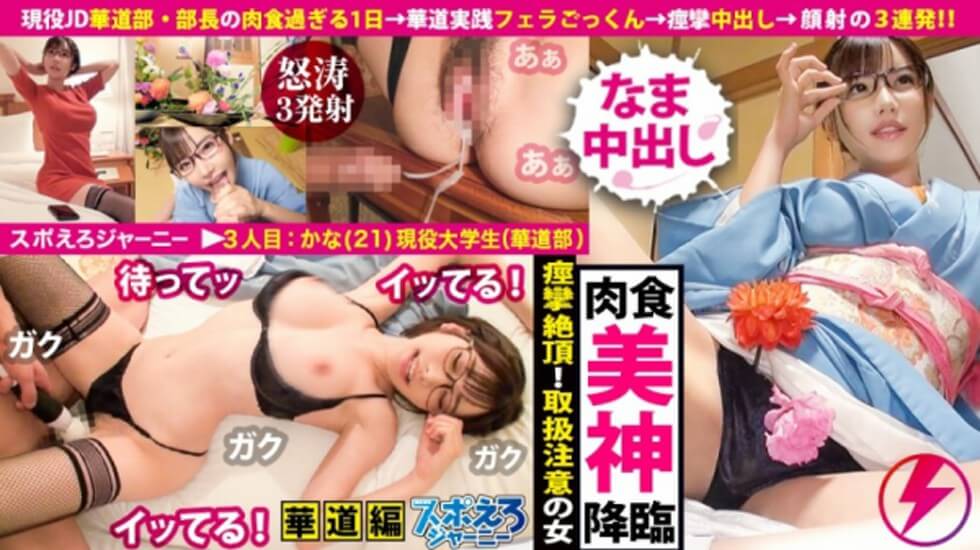 現役JD華道部・部長の肉食過ぎる1日→華道実践フェラごっくん→痙攣中出し→顔射の3連発!!
怒涛
3発射
あぁ
あぁ
なま
中出し
スポえろジャーニー ▶3人目：かな(21)現役大学生(華道部)
待ってッ
イッてる!
ガク
ガク
ガク
イッてる!
華道編
スポえろ
ジャーニー
痙攣絶頂!取扱注意の女
肉食
美神
降臨